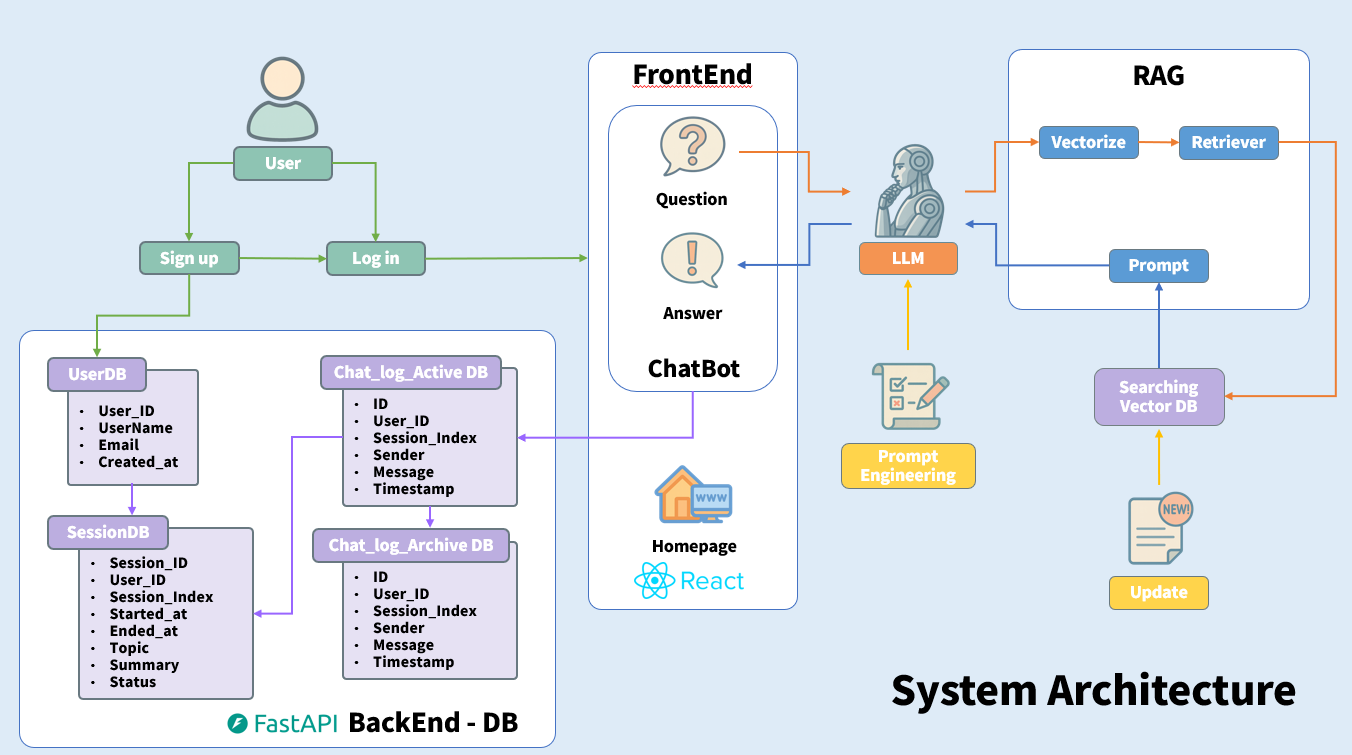 User
Sign up
Log in
FrontEnd
Question
Answer
ChatBot
WWW
Homepage
React
LLM
Prompt
Engineering
RAG
Vectorize
Retriever
Prompt
Searching
Vector DB
NEW!
Update
UserDB
• User_ID
• UserName
• Email
• Created_at
SessionDB
• Session_ID
• User_ID
• Session_Index
• Started_at
• Ended_at
• Topic
• Summary
• Status
Chat_log_Active DB
• ID
• User_ID
• Session_Index
• Sender
• Message
• Timestamp
Chat_log_Archive DB
• ID
• User_ID
• Session_Index
• Sender
• Message
• Timestamp
FastAPI BackEnd - DB
System Architecture